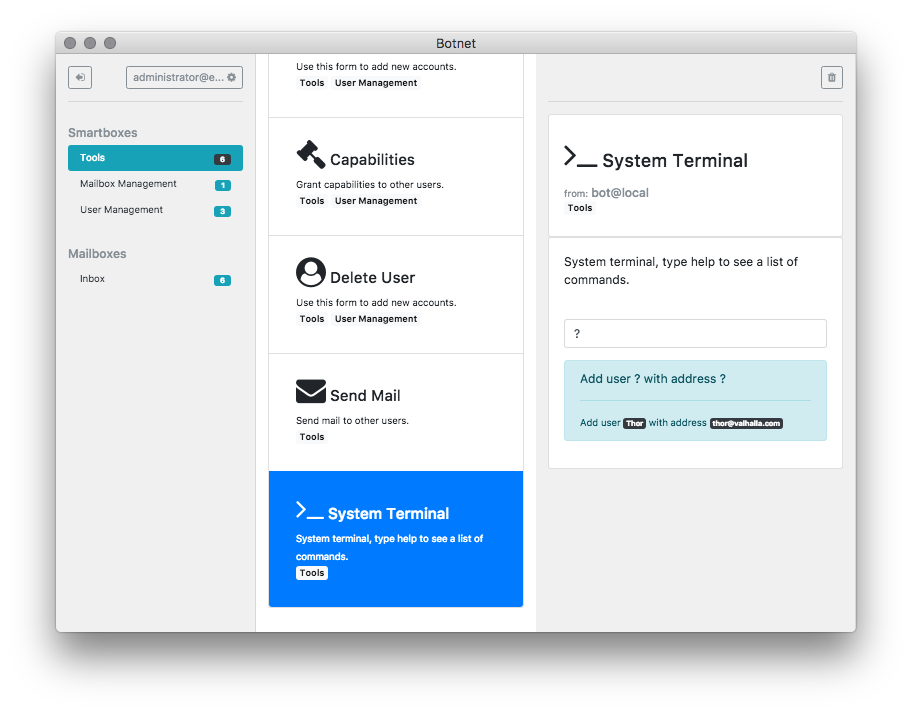 Botnet
administrator@e...
Smartboxes
Tools 6
Mailbox Management 1
User Management 3
Mailboxes
Inbox 6
Use this form to add new accounts.
Tools User Management
Capabilities
Grant capabilities to other users.
Tools User Management
Delete User
Use this form to add new accounts.
Tools User Management
Send Mail
Send mail to other users.
Tools
System Terminal
System terminal, type help to see a list of
commands.
Tools
System Terminal
from: bot@local
Tools
System terminal, type help to see a list of
commands.
?
Add user ? with address ?
Add user Thor with address thor@valhalla.com